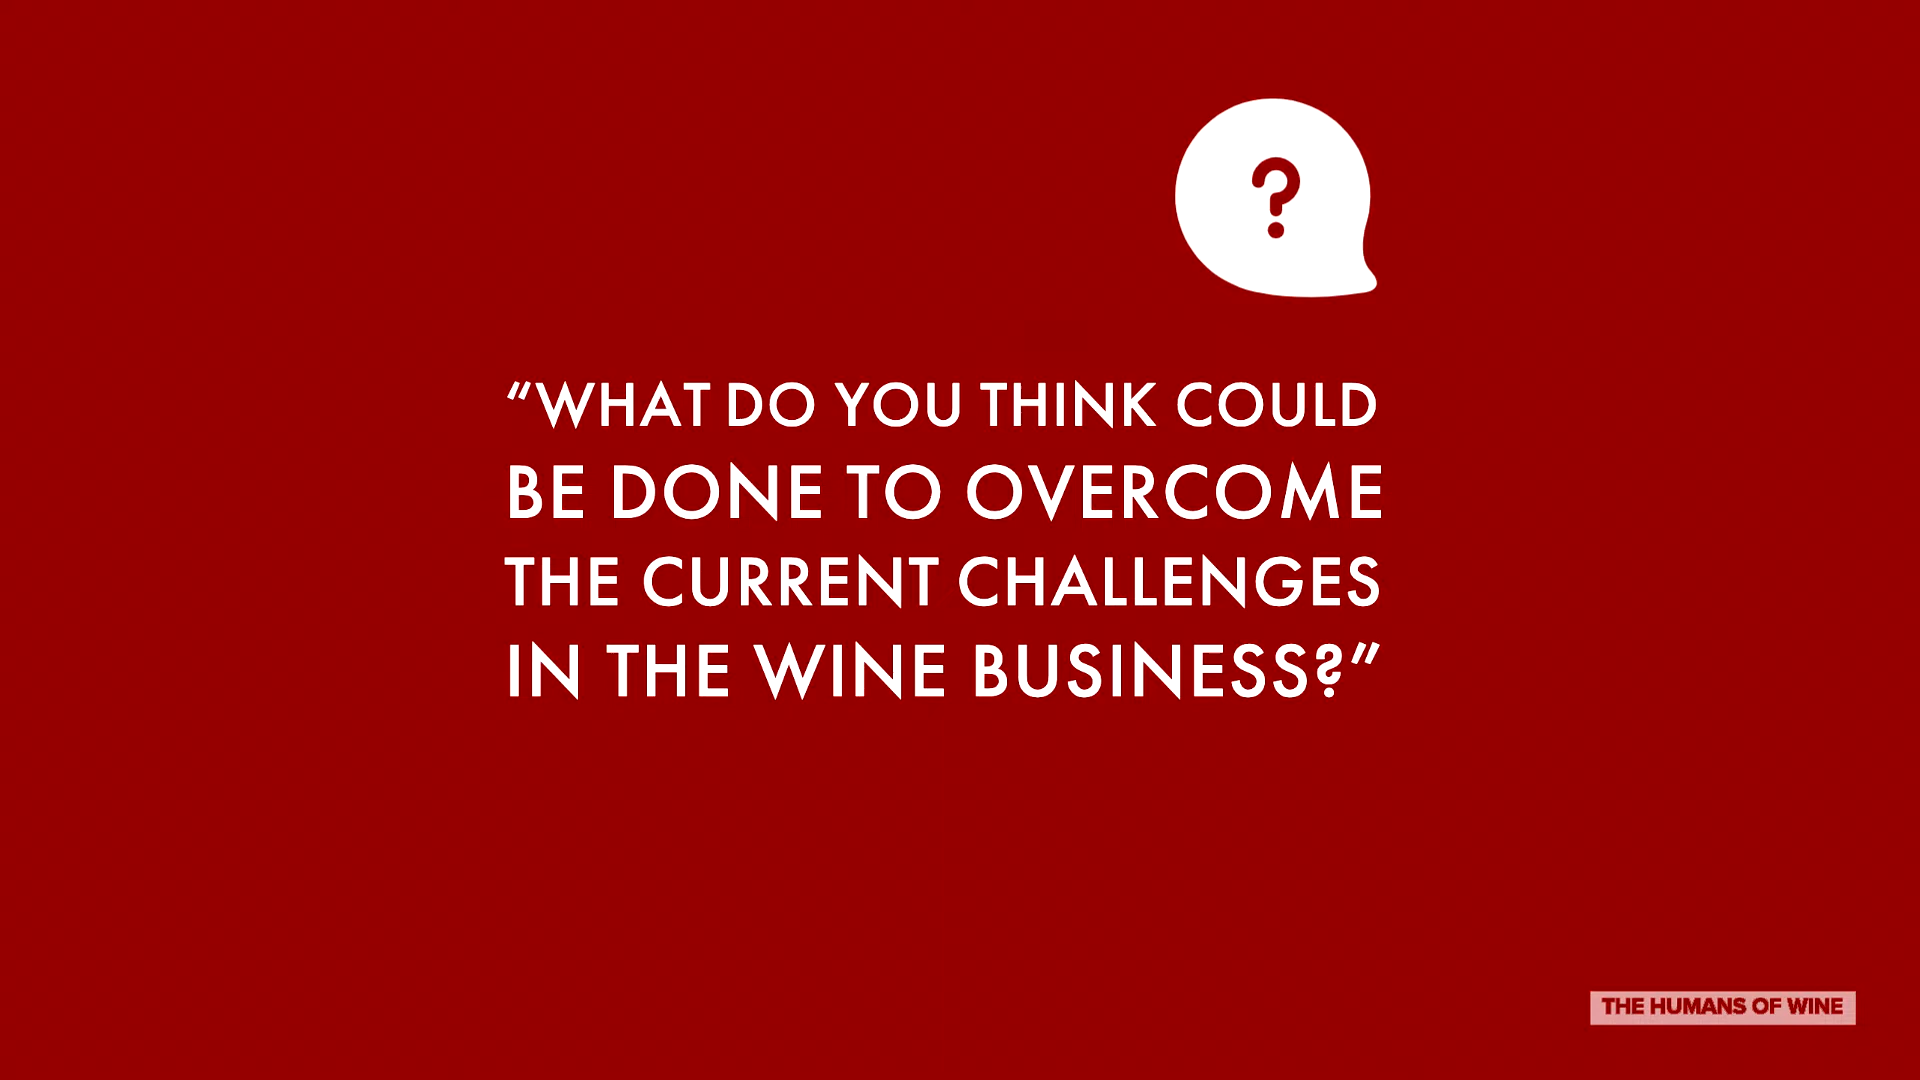 ?
“WHAT DO YOU THINK COULD
BE DONE TO OVERCOME
THE CURRENT CHALLENGES
IN THE WINE BUSINESS?”
THE HUMANS OF WINE